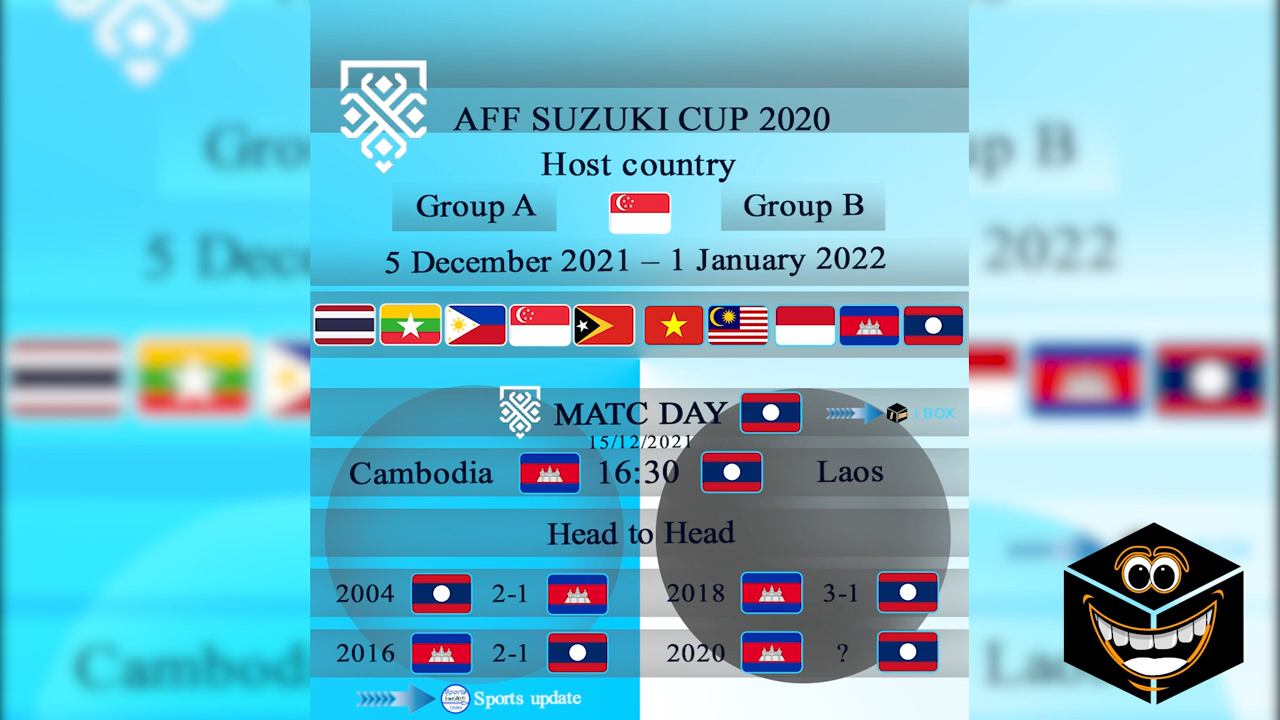 AFF SUZUKI CUP 2020
Host country
Group A
Group B
5 December 2021 – 1 January 2022
MATC DAY
i BOX
15/12/2021
Cambodia 16:30 Laos
Head to Head
2004 2-1
2018 3-1
2016 2-1
2020 ?
Sports update